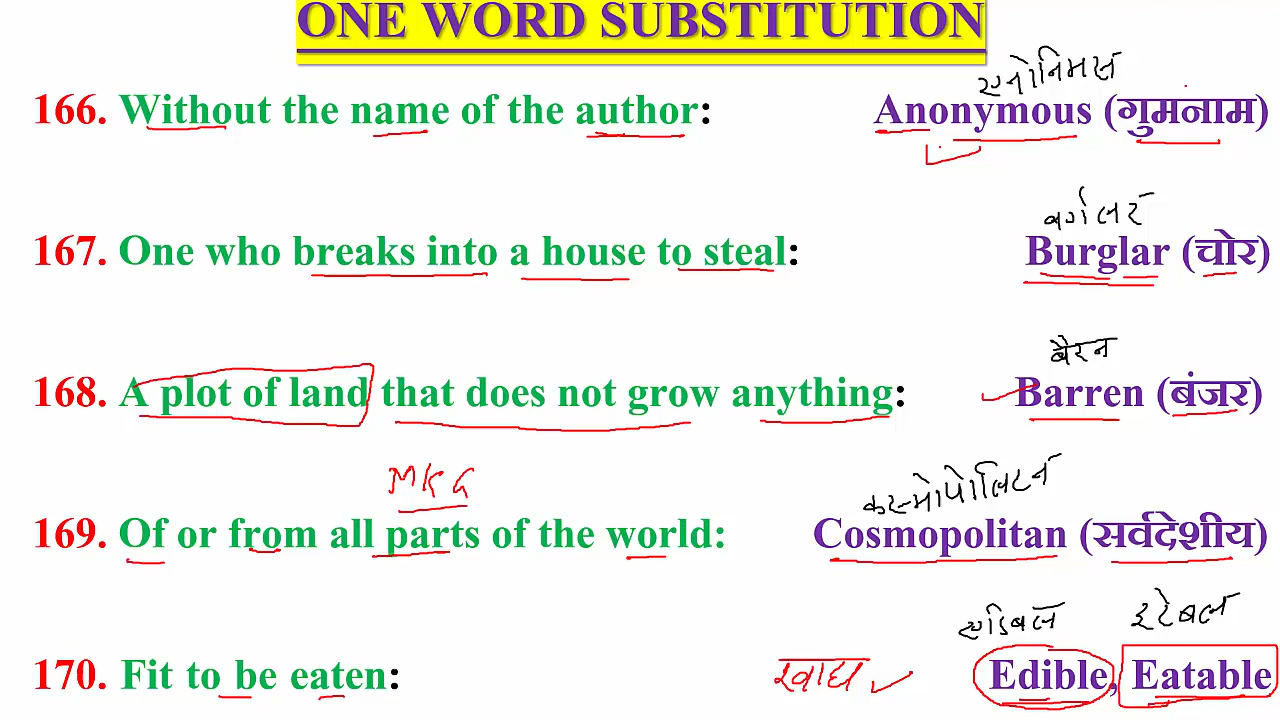 ONE WORD SUBSTITUTION
एनोनिमस
166. Without the name of the author: Anonymous (गुमनाम)
बर्गलर
167. One who breaks into a house to steal: Burglar (चोर)
बैरन
168. A plot of land that does not grow anything: Barren (बंजर)
MKG
कास्मोपोलिटन
169. Of or from all parts of the world: Cosmopolitan (सर्वदेशीय)
एडिबल इटेबल
170. Fit to be eaten: खाद्य Edible, Eatable